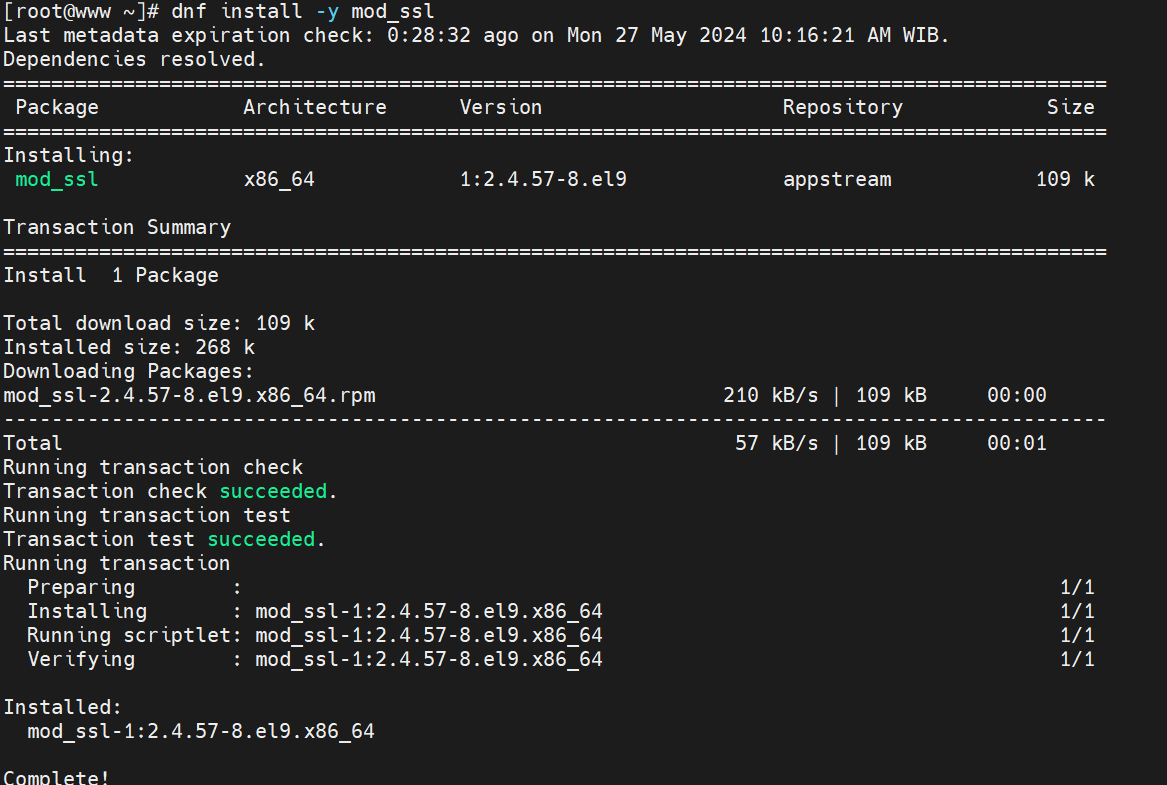 [root@www ~]# dnf install -y mod_ssl
Last metadata expiration check: 0:28:32 ago on Mon 27 May 2024 10:16:21 AM WIB.
Dependencies resolved.
============================================================================================
 Package            Architecture      Version                    Repository            Size
============================================================================================
Installing:
 mod_ssl            x86_64            1:2.4.57-8.el9             appstream            109 k

Transaction Summary
============================================================================================
Install  1 Package

Total download size: 109 k
Installed size: 268 k
Downloading Packages:
mod_ssl-2.4.57-8.el9.x86_64.rpm                             210 kB/s | 109 kB     00:00
--------------------------------------------------------------------------------------------
Total                                                        57 kB/s | 109 kB     00:01
Running transaction check
Transaction check succeeded.
Running transaction test
Transaction test succeeded.
Running transaction
  Preparing        :                                                                    1/1
  Installing       : mod_ssl-1:2.4.57-8.el9.x86_64                                      1/1
  Running scriptlet: mod_ssl-1:2.4.57-8.el9.x86_64                                      1/1
  Verifying        : mod_ssl-1:2.4.57-8.el9.x86_64                                      1/1

Installed:
  mod_ssl-1:2.4.57-8.el9.x86_64

Complete!